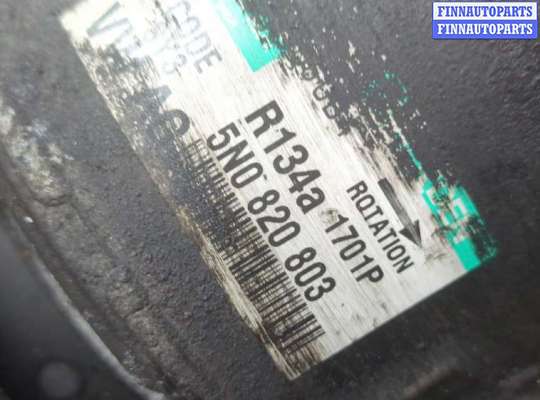 FINNAUTOPARTS
FINNAUTOPARTS
CODE
R134a 1701P
5N0 820 803
ROTATION